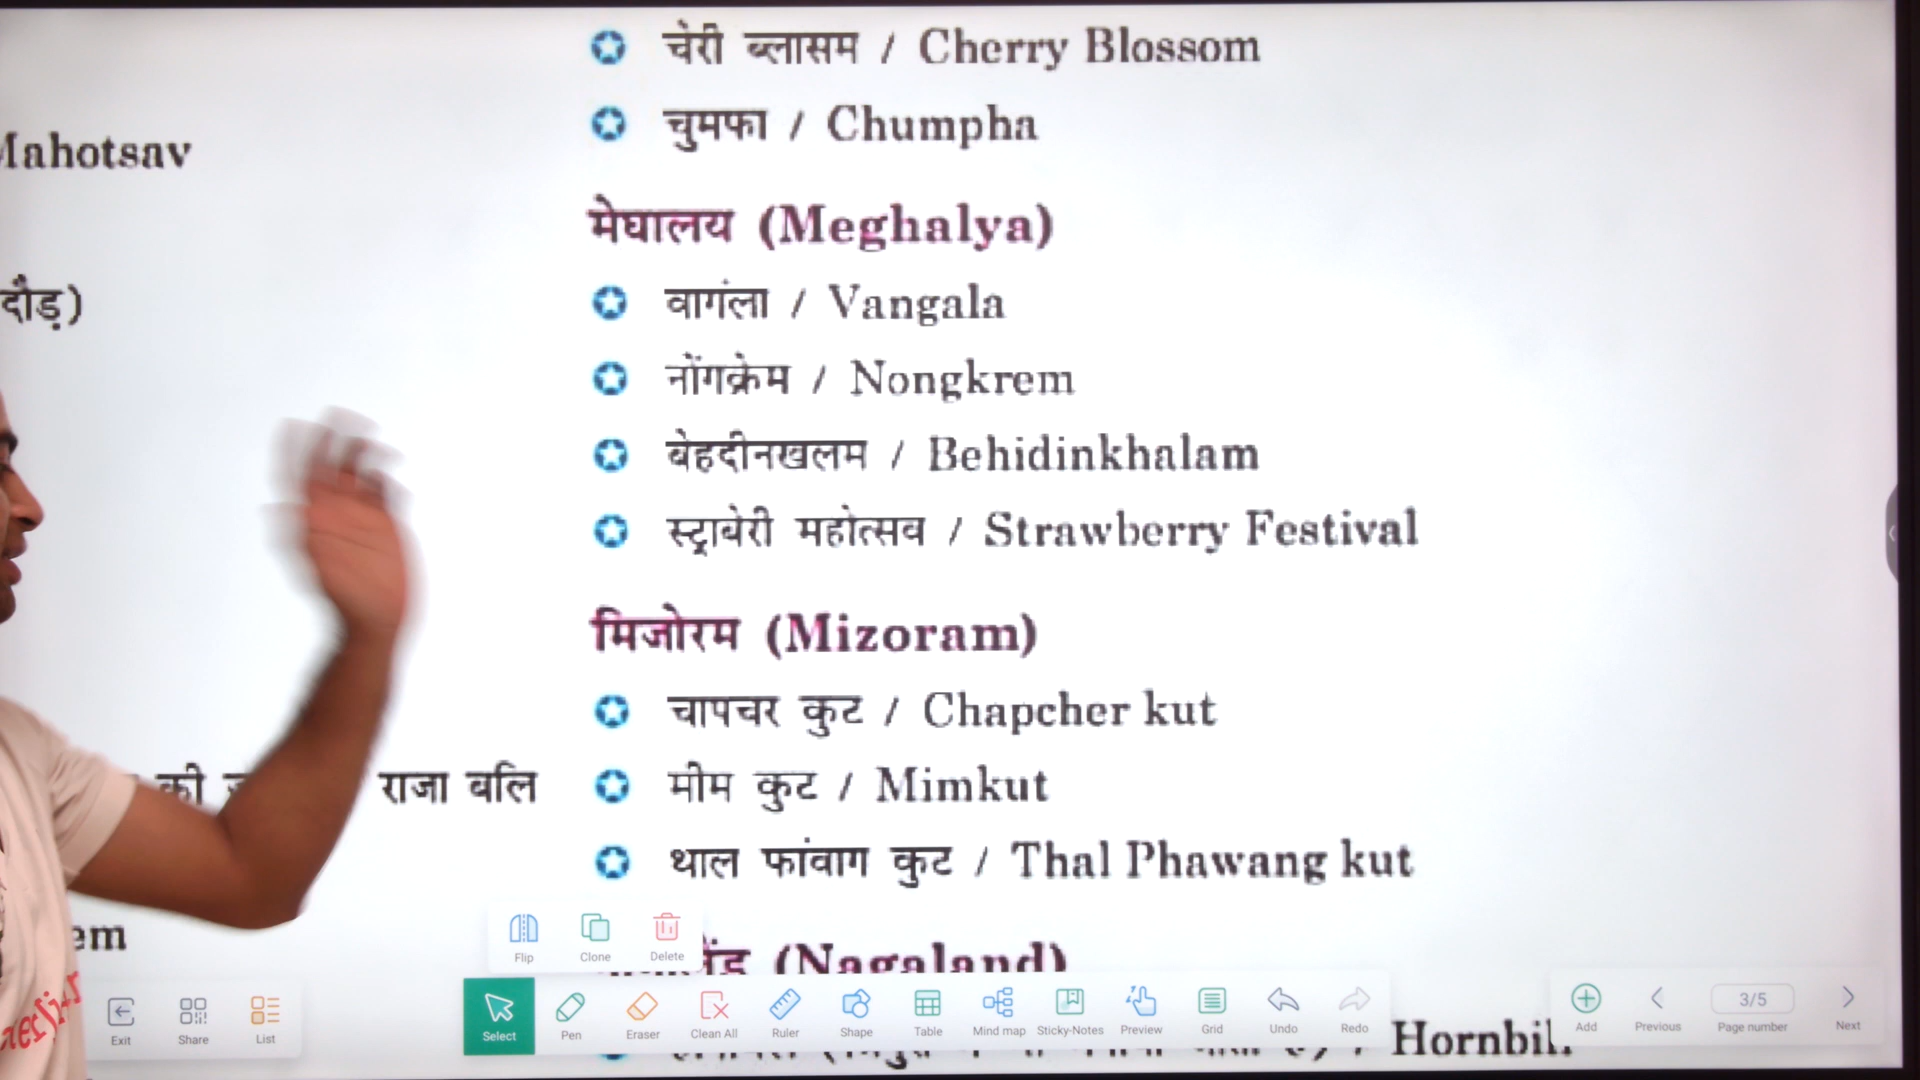 Mahotsav
दौड़)
की
राजा बलि
चेरी ब्लासम / Cherry Blossom
चुमफा / Chumpha
मेघालय (Meghalya)
वागंला / Vangala
नोंगक्रेम / Nongkrem
बेहदीनखलम / Behidinkhalam
स्ट्राबेरी महोत्सव / Strawberry Festival
मिजोरम (Mizoram)
चापचर कुट / Chapcher kut
मीम कुट / Mimkut
थाल फांवाग कुट / Thal Phawang kut
(Nagaland)
Hornbill
Flip Clone Delete
Exit Share List
Select Pen Eraser Clean All Ruler Shape Table Mind map Sticky-Notes Preview Grid Undo Redo
Add Previous 3/5 Page number Next